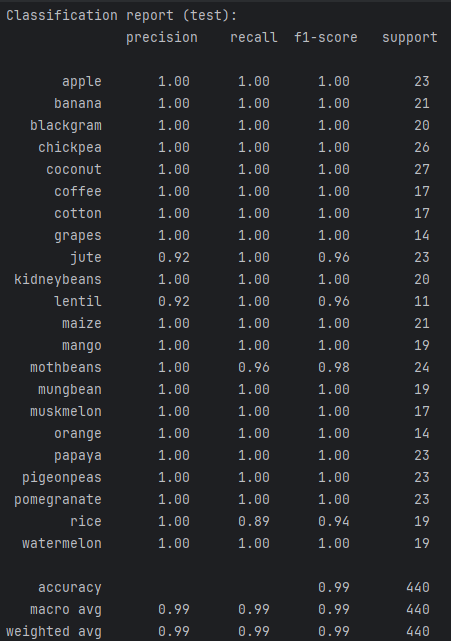 Classification report (test):
precision recall f1-score support
apple 1.00 1.00 1.00 23
banana 1.00 1.00 1.00 21
blackgram 1.00 1.00 1.00 20
chickpea 1.00 1.00 1.00 26
coconut 1.00 1.00 1.00 27
coffee 1.00 1.00 1.00 17
cotton 1.00 1.00 1.00 17
grapes 1.00 1.00 1.00 14
jute 0.92 1.00 0.96 23
kidneybeans 1.00 1.00 1.00 20
lentil 0.92 1.00 0.96 11
maize 1.00 1.00 1.00 21
mango 1.00 1.00 1.00 19
mothbeans 1.00 0.96 0.98 24
mungbean 1.00 1.00 1.00 19
muskmelon 1.00 1.00 1.00 17
orange 1.00 1.00 1.00 14
papaya 1.00 1.00 1.00 23
pigeonpeas 1.00 1.00 1.00 23
pomegranate 1.00 1.00 1.00 23
rice 1.00 0.89 0.94 19
watermelon 1.00 1.00 1.00 19
accuracy 0.99 440
macro avg 0.99 0.99 0.99 440
weighted avg 0.99 0.99 0.99 440